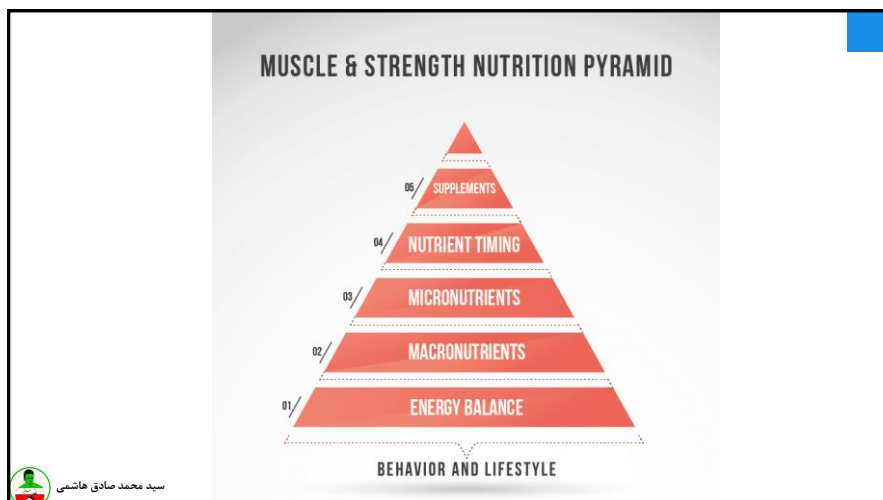 MUSCLE & STRENGTH NUTRITION PYRAMID
05/ SUPPLEMENTS
04/ NUTRIENT TIMING
03/ MICRONUTRIENTS
02/ MACRONUTRIENTS
01/ ENERGY BALANCE
BEHAVIOR AND LIFESTYLE
سید محمد صادق هاشمی